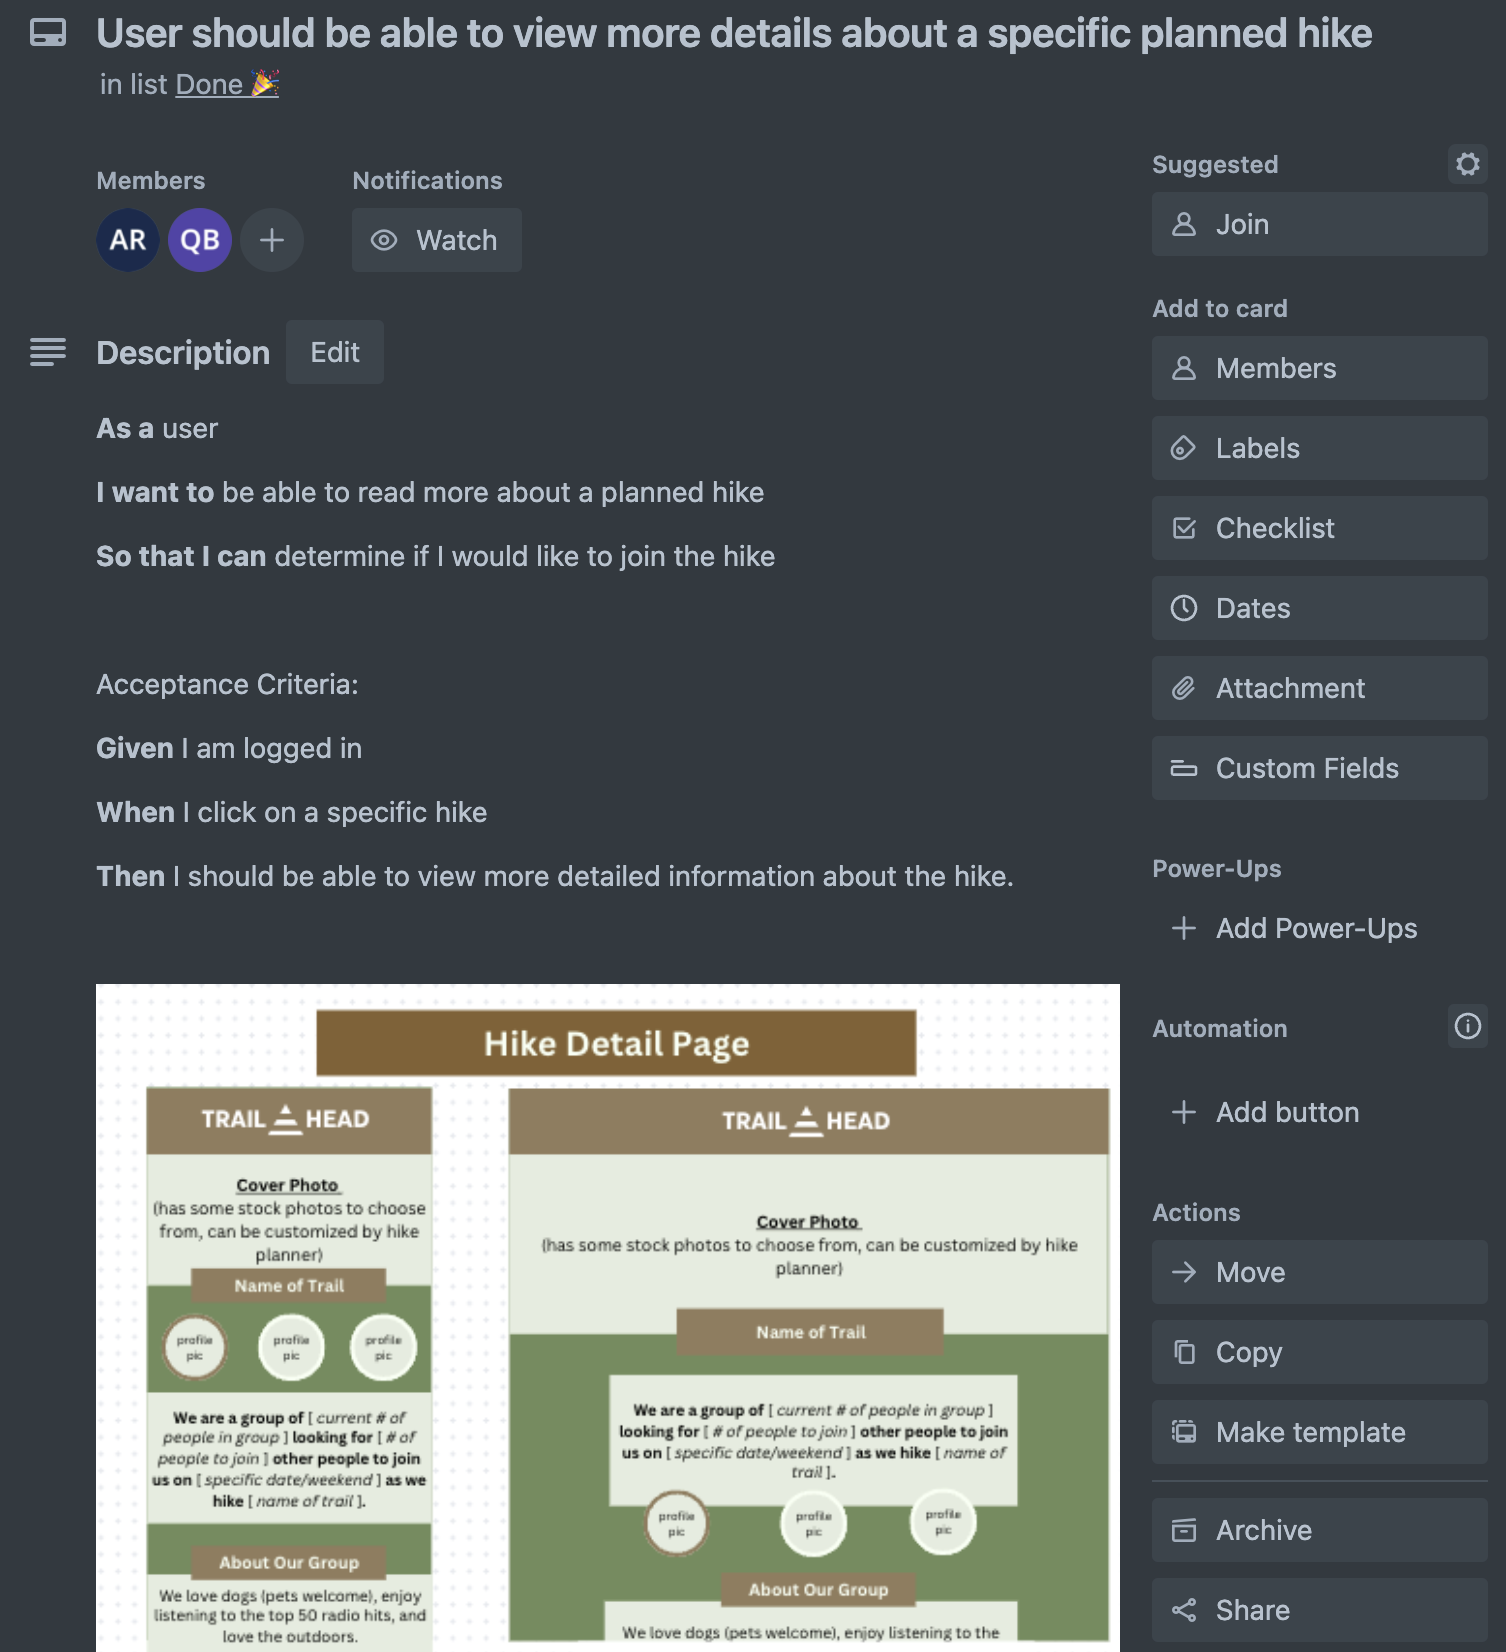 User should be able to view more details about a specific planned hike
in list Done 🎉
Members
Notifications
AR
QB
Watch
Description
Edit
As a user
I want to be able to read more about a planned hike
So that I can determine if I would like to join the hike
Acceptance Criteria:
Given I am logged in
When I click on a specific hike
Then I should be able to view more detailed information about the hike.
Hike Detail Page
TRAIL HEAD
Cover Photo
(has some stock photos to choose
from, can be customized by hike
planner)
Name of Trail
profile
pic
profile
pic
profile
pic
We are a group of [ current # of
people in group ] looking for [ # of
people to join ] other people to join
us on [ specific date/weekend ] as we
hike [ name of trail ].
About Our Group
We love dogs (pets welcome), enjoy
listening to the top 50 radio hits, and
love the outdoors.
TRAIL HEAD
Cover Photo
(has some stock photos to choose from, can be customized by hike
planner)
Name of Trail
We are a group of [ current # of people in group ]
looking for [ # of people to join ] other people to join
us on [ specific date/weekend ] as we hike [ name of
trail ].
profile
pic
profile
pic
profile
pic
About Our Group
We love dogs (pets welcome), enjoy listening to the
Suggested
Join
Add to card
Members
Labels
Checklist
Dates
Attachment
Custom Fields
Power-Ups
Add Power-Ups
Automation
Add button
Actions
Move
Copy
Make template
Archive
Share